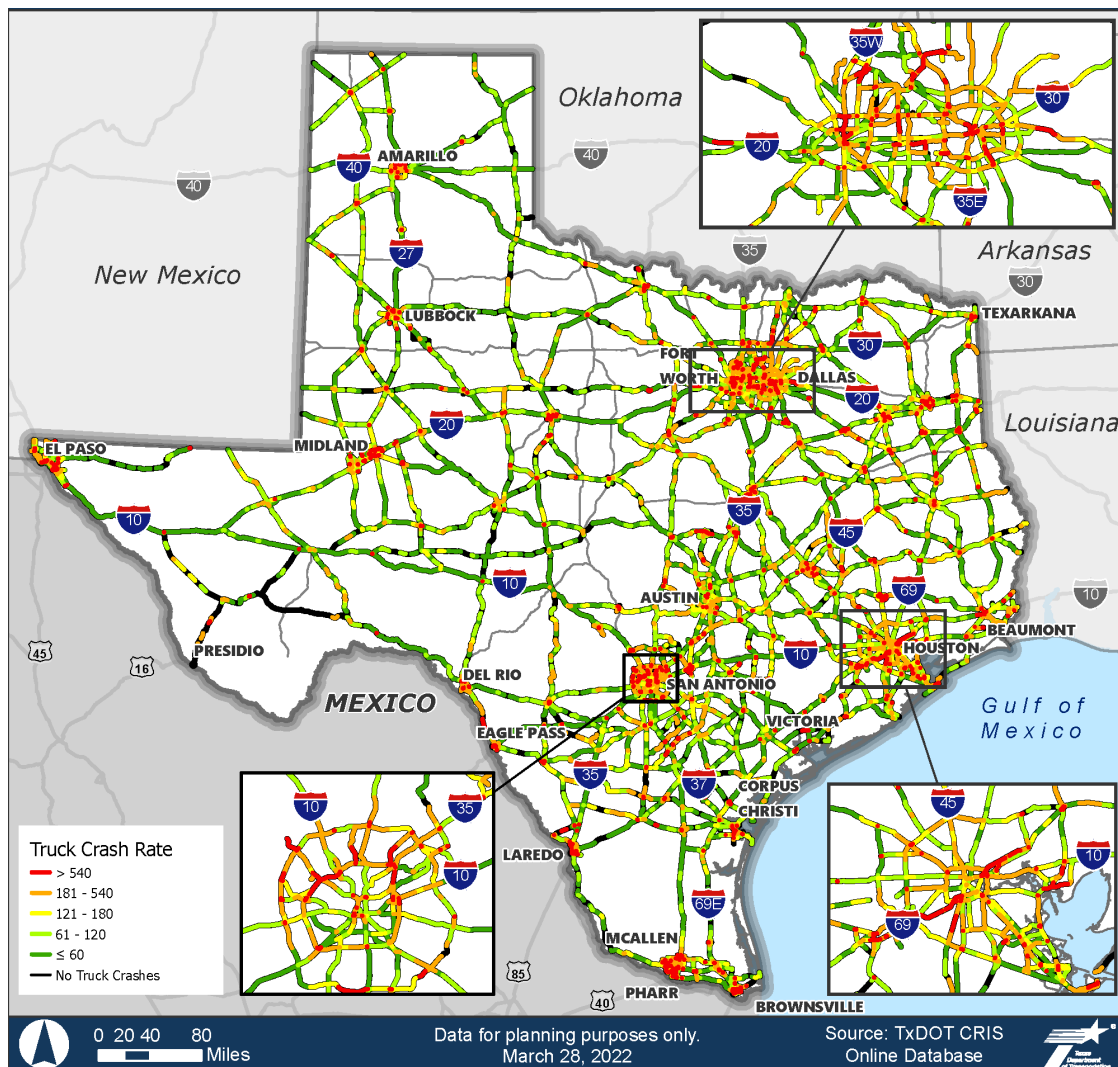 35W
30
20
35E
Oklahoma
40
40
AMARILLO
40
35
Arkansas
30
New Mexico
27
LUBBOCK
TEXARKANA
30
FORT
WORTH
DALLAS
20
Louisiana
20
MIDLAND
EL PASO
10
35
45
10
69
10
AUSTIN
BEAUMONT
HOUSTON
10
45
16
PRESIDIO
DEL RIO
SAN ANTONIO
MEXICO
Gulf of
Mexico
VICTORIA
EAGLE PASS
35
37
CORPUS
CHRISTI
10
35
10
45
10
69
LAREDO
69E
MCALLEN
PHARR
BROWNSVILLE
85
40
Truck Crash Rate
> 540
181 - 540
121 - 180
61 - 120
≤ 60
No Truck Crashes
0 20 40 80
Miles
Data for planning purposes only.
March 28, 2022
Source: TxDOT CRIS
Online Database
Texas
Department
of Transportation